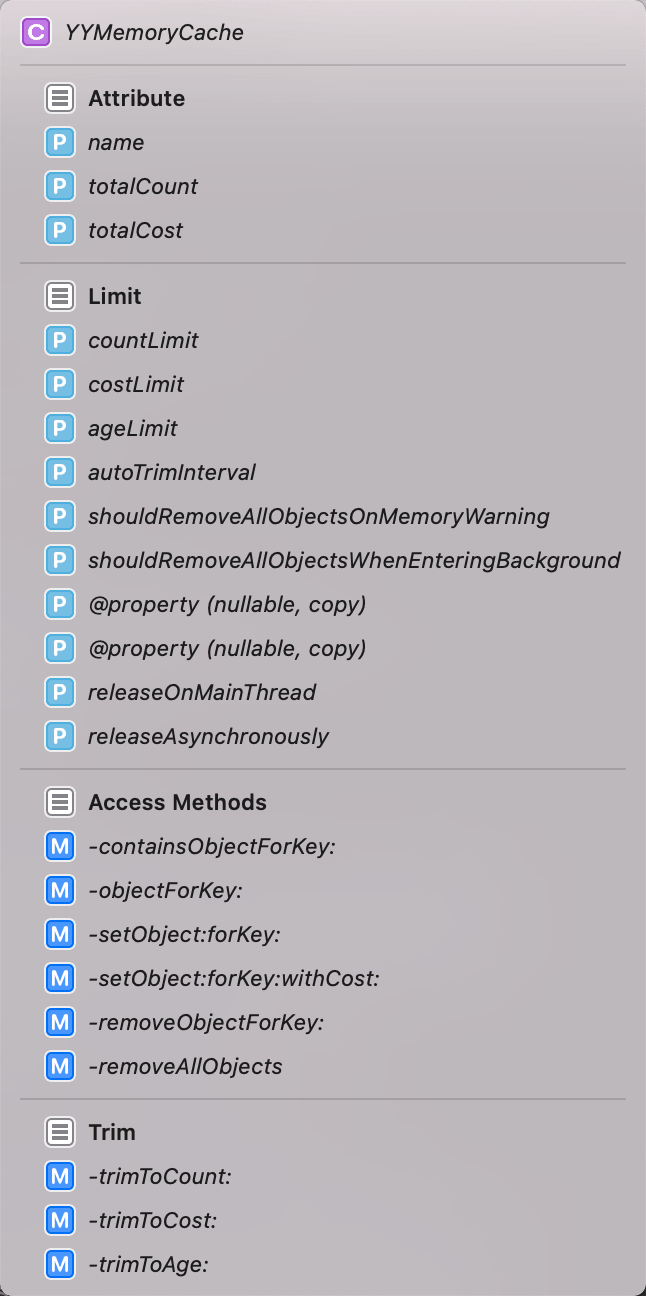 C YYMemoryCache
Attribute
P name
P totalCount
P totalCost
Limit
P countLimit
P costLimit
P ageLimit
P autoTrimInterval
P shouldRemoveAllObjectsOnMemoryWarning
P shouldRemoveAllObjectsWhenEnteringBackground
P @property (nullable, copy)
P @property (nullable, copy)
P releaseOnMainThread
P releaseAsynchronously
Access Methods
M -containsObjectForKey:
M -objectForKey:
M -setObject:forKey:
M -setObject:forKey:withCost:
M -removeObjectForKey:
M -removeAllObjects
Trim
M -trimToCount:
M -trimToCost:
M -trimToAge: